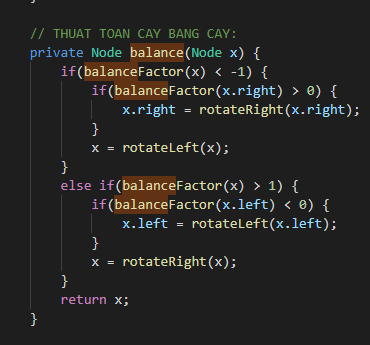 // THUAT TOAN CAY BANG CAY:
private Node balance(Node x) {
if(balanceFactor(x) < -1) {
if(balanceFactor(x.right) > 0) {
x.right = rotateRight(x.right);
}
x = rotateLeft(x);
}
else if(balanceFactor(x) > 1) {
if(balanceFactor(x.left) < 0) {
x.left = rotateLeft(x.left);
}
x = rotateRight(x);
}
return x;
}